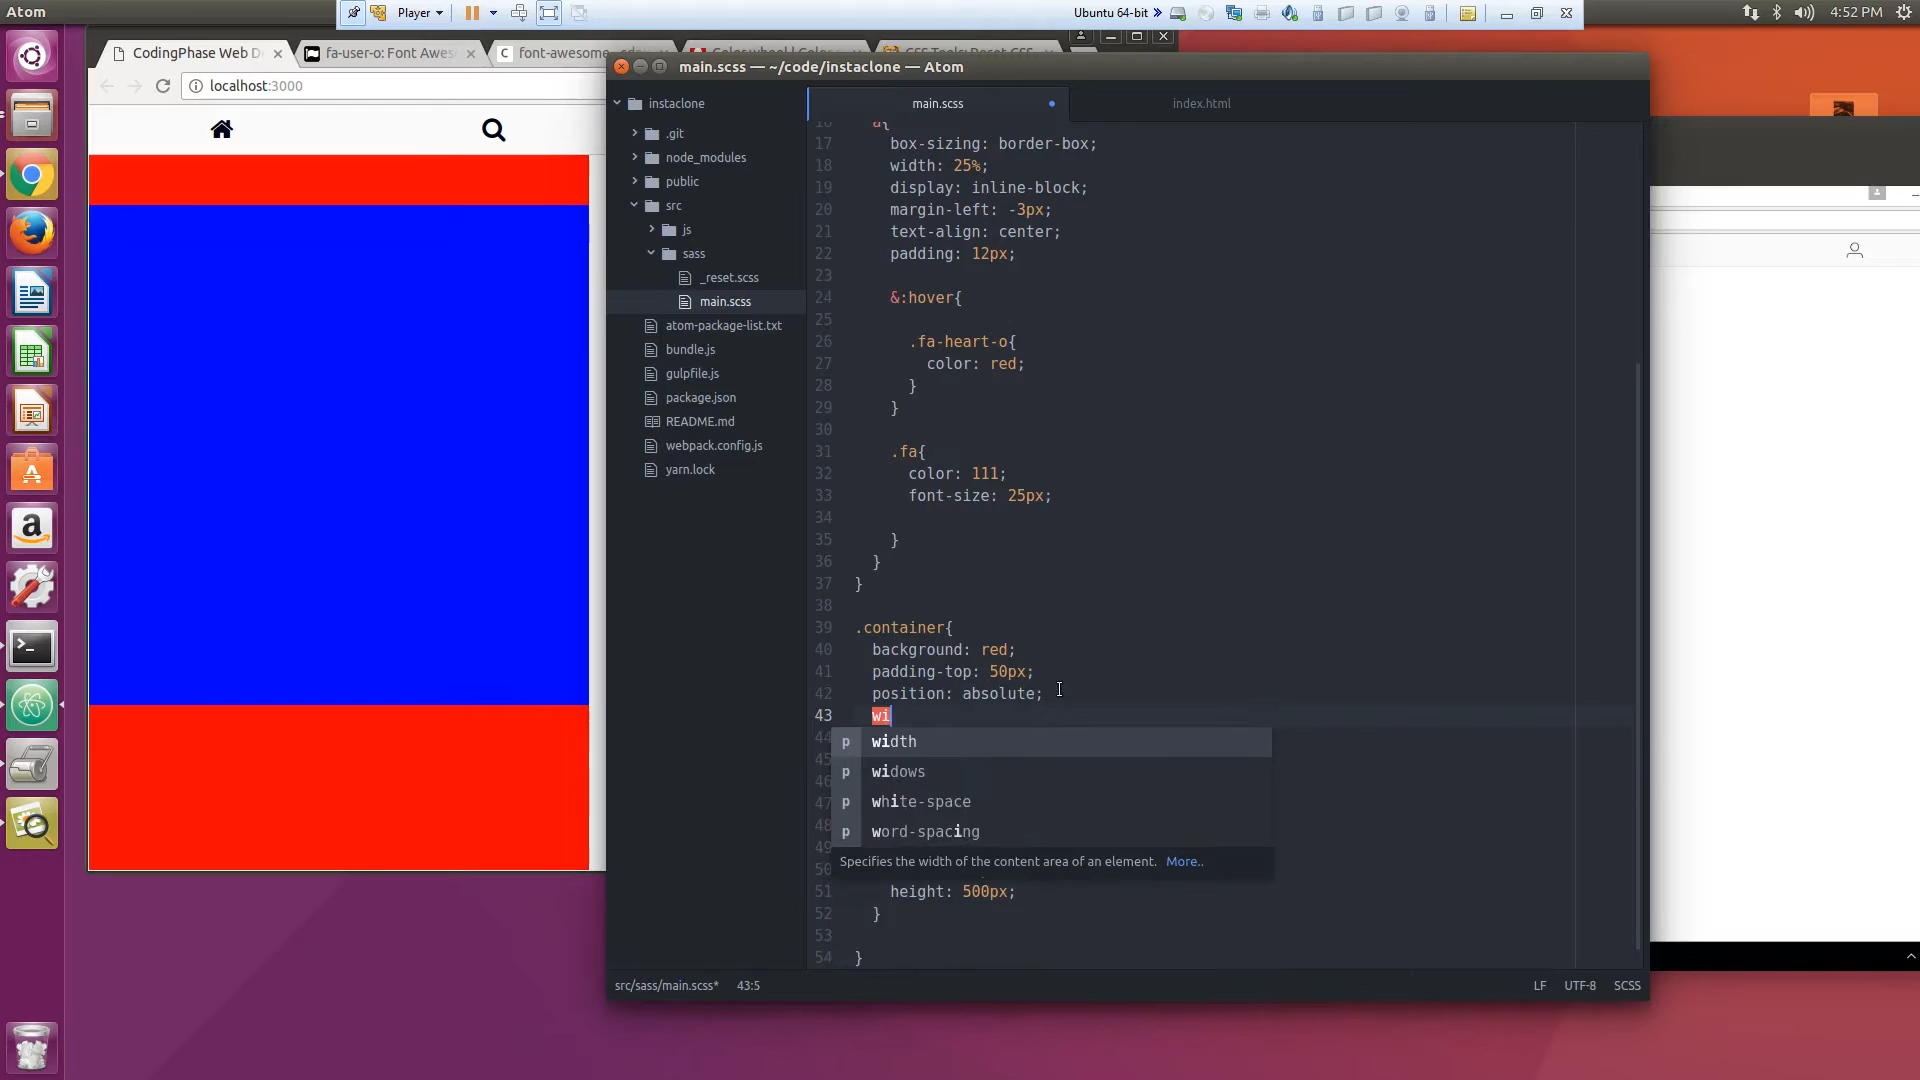 Atom
Player
Ubuntu 64-bit
4:52 PM
CodingPhase Web D
fa-user-o: Font Awes
font-awesome
localhost:3000
main.scss — ~/code/instaclone — Atom
instaclone
.git
node_modules
public
src
js
sass
_reset.scss
main.scss
atom-package-list.txt
bundle.js
gulpfile.js
package.json
README.md
webpack.config.js
yarn.lock
main.scss
index.html
a{
17 box-sizing: border-box;
18 width: 25%;
19 display: inline-block;
20 margin-left: -3px;
21 text-align: center;
22 padding: 12px;
23
24 &:hover{
25
26 .fa-heart-o{
27 color: red;
28 }
29 }
30
31 .fa{
32 color: 111;
33 font-size: 25px;
34
35 }
36 }
37 }
38
39 .container{
40 background: red;
41 padding-top: 50px;
42 position: absolute;
43 wi
p width
p widows
p white-space
p word-spacing
Specifies the width of the content area of an element. More..
51 height: 500px;
52 }
53
54 }
src/sass/main.scss* 43:5
LF UTF-8 SCSS